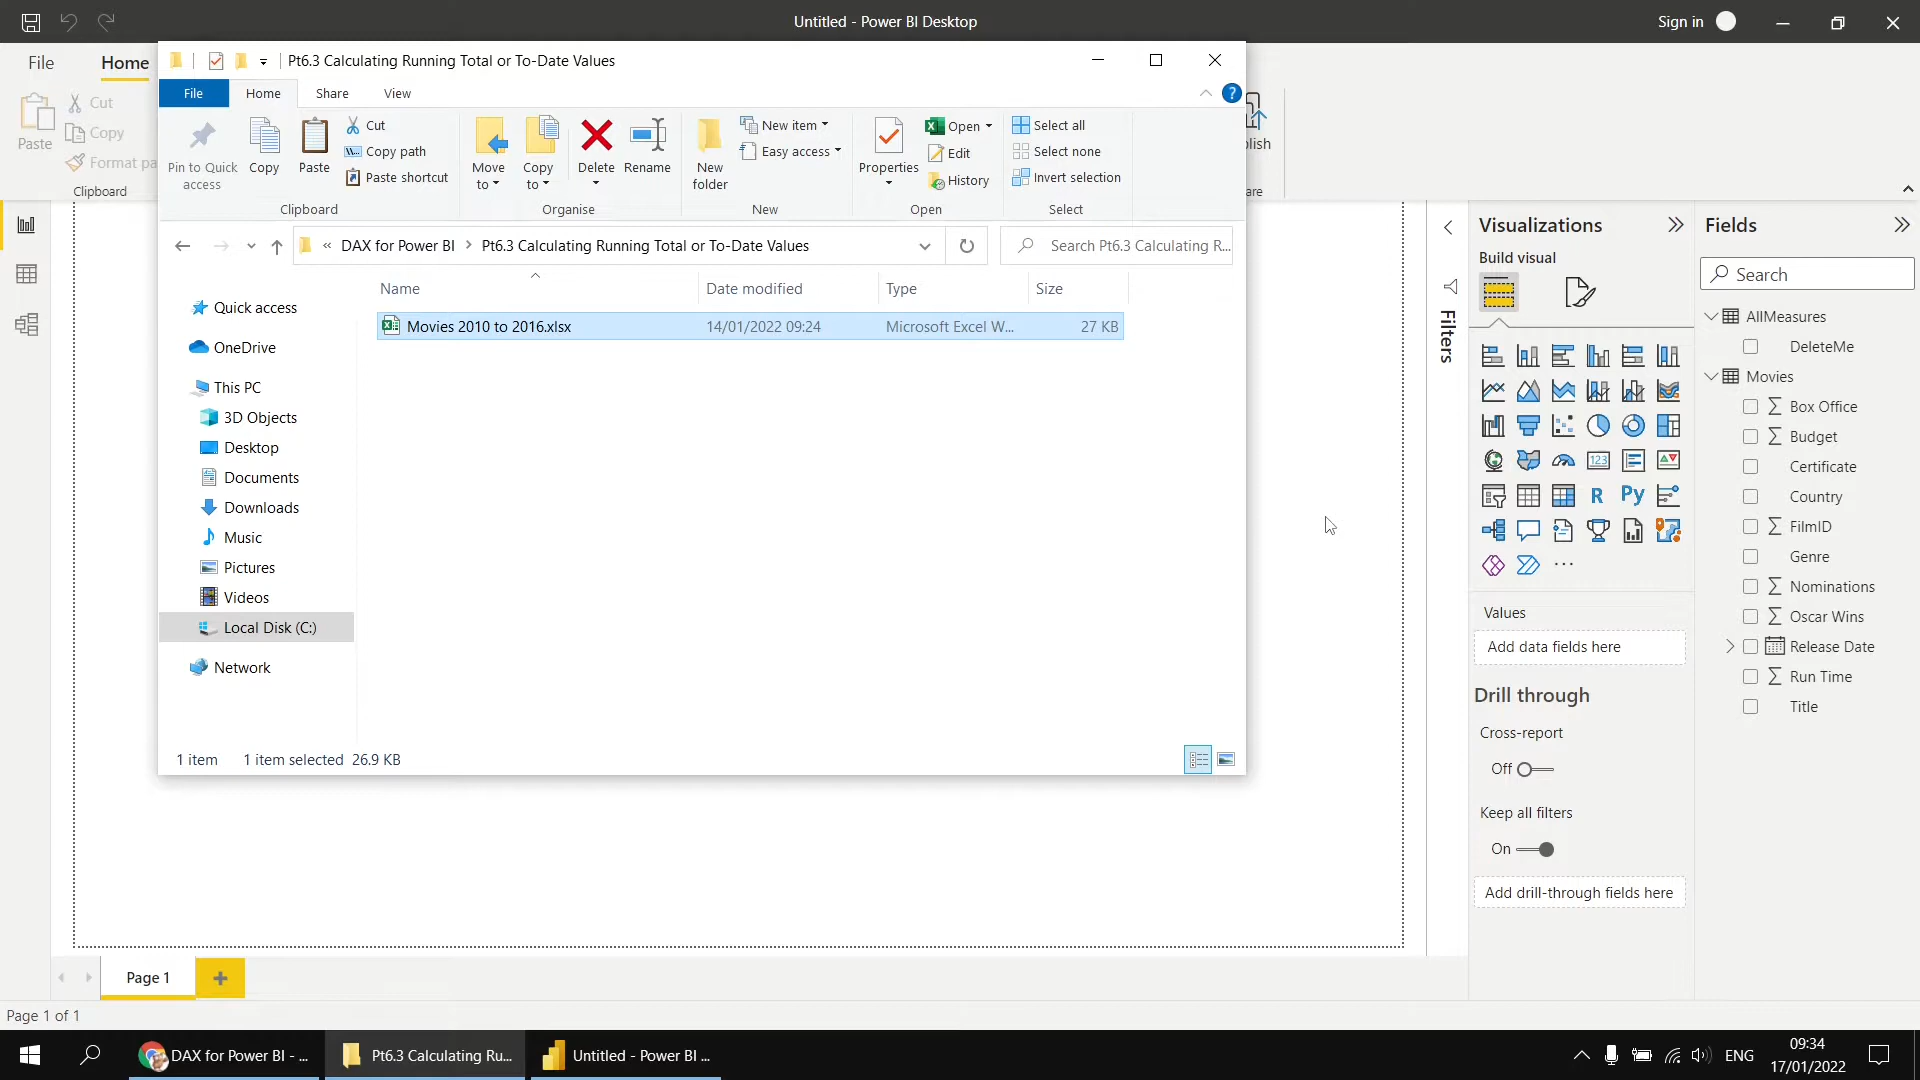 Untitled - Power BI Desktop
Sign in
File
Home
Paste
Cut
Copy
Format pa
Clipboard
Pt6.3 Calculating Running Total or To-Date Values
File
Home
Share
View
Pin to Quick access
Copy
Paste
Cut
Copy path
Paste shortcut
Clipboard
Move to
Copy to
Delete
Rename
Organise
New folder
New item
Easy access
New
Properties
Open
Edit
History
Open
Select all
Select none
Invert selection
Select
DAX for Power BI
Pt6.3 Calculating Running Total or To-Date Values
Search Pt6.3 Calculating R...
Name
Date modified
Type
Size
Movies 2010 to 2016.xlsx
14/01/2022 09:24
Microsoft Excel W...
27 KB
Quick access
OneDrive
This PC
3D Objects
Desktop
Documents
Downloads
Music
Pictures
Videos
Local Disk (C:)
Network
1 item
1 item selected 26.9 KB
lish
are
Filters
Visualizations
Build visual
123
R
Py
Values
Add data fields here
Drill through
Cross-report
Off
Keep all filters
On
Add drill-through fields here
Fields
Search
AllMeasures
DeleteMe
Movies
Box Office
Budget
Certificate
Country
FilmID
Genre
Nominations
Oscar Wins
Release Date
Run Time
Title
Page 1
Page 1 of 1
DAX for Power BI - ...
Pt6.3 Calculating Ru...
Untitled - Power BI ...
ENG
09:34
17/01/2022